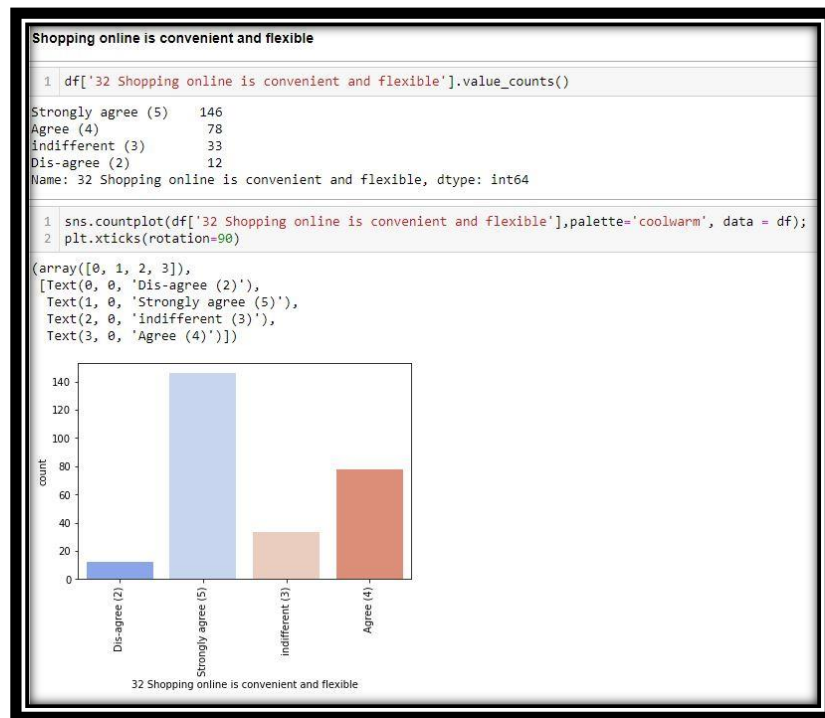 Shopping online is convenient and flexible
1 df['32 Shopping online is convenient and flexible'].value_counts()
Strongly agree (5) 146
Agree (4) 78
indifferent (3) 33
Dis-agree (2) 12
Name: 32 Shopping online is convenient and flexible, dtype: int64
1 sns.countplot(df['32 Shopping online is convenient and flexible'],palette='coolwarm', data = df);
2 plt.xticks(rotation=90)
(array([0, 1, 2, 3]),
[Text(0, 0, 'Dis-agree (2)'),
Text(1, 0, 'Strongly agree (5)'),
Text(2, 0, 'indifferent (3)'),
Text(3, 0, 'Agree (4)')])
140
120
100
80
60
40
20
0
count
Dis-agree (2)
Strongly agree (5)
indifferent (3)
Agree (4)
32 Shopping online is convenient and flexible